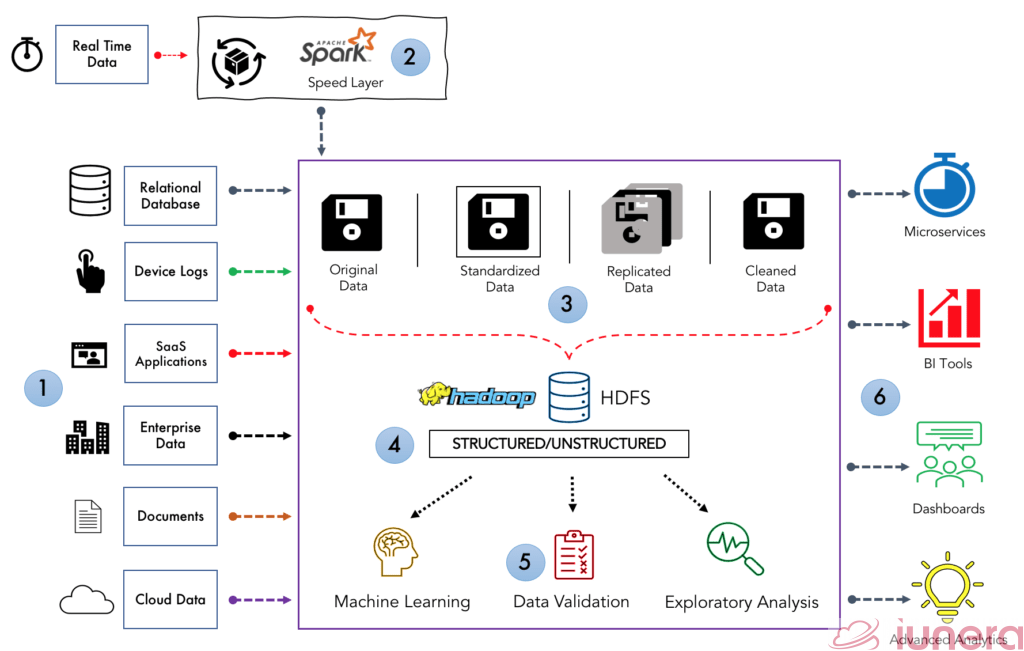 Real Time
Data
APACHE
Spark
Speed Layer
2
Relational
Database
Device Logs
SaaS
Applications
1
Enterprise
Data
Documents
Cloud Data
Original
Data
Standardized
Data
Replicated
Data
Cleaned
Data
3
hadoop
HDFS
4
STRUCTURED/UNSTRUCTURED
5
Machine Learning
Data Validation
Exploratory Analysis
Microservices
BI Tools
6
Dashboards
Advanced Analytics
iunera